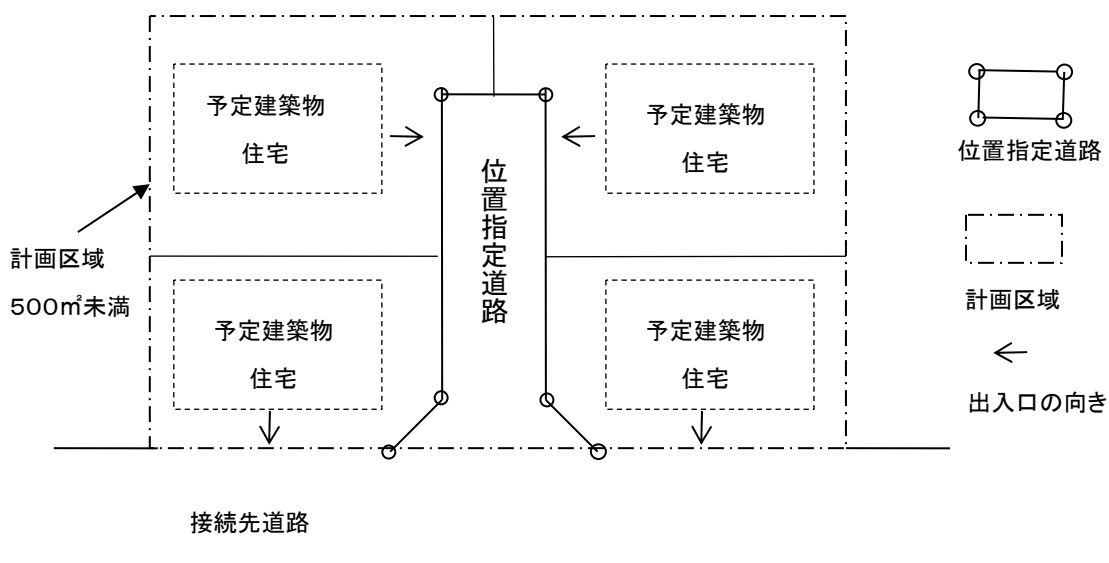 予定建築物
住宅
予定建築物
住宅
位置指定道路
位置指定道路
計画区域
500㎡未満
計画区域
予定建築物
住宅
予定建築物
住宅
出入口の向き
接続先道路